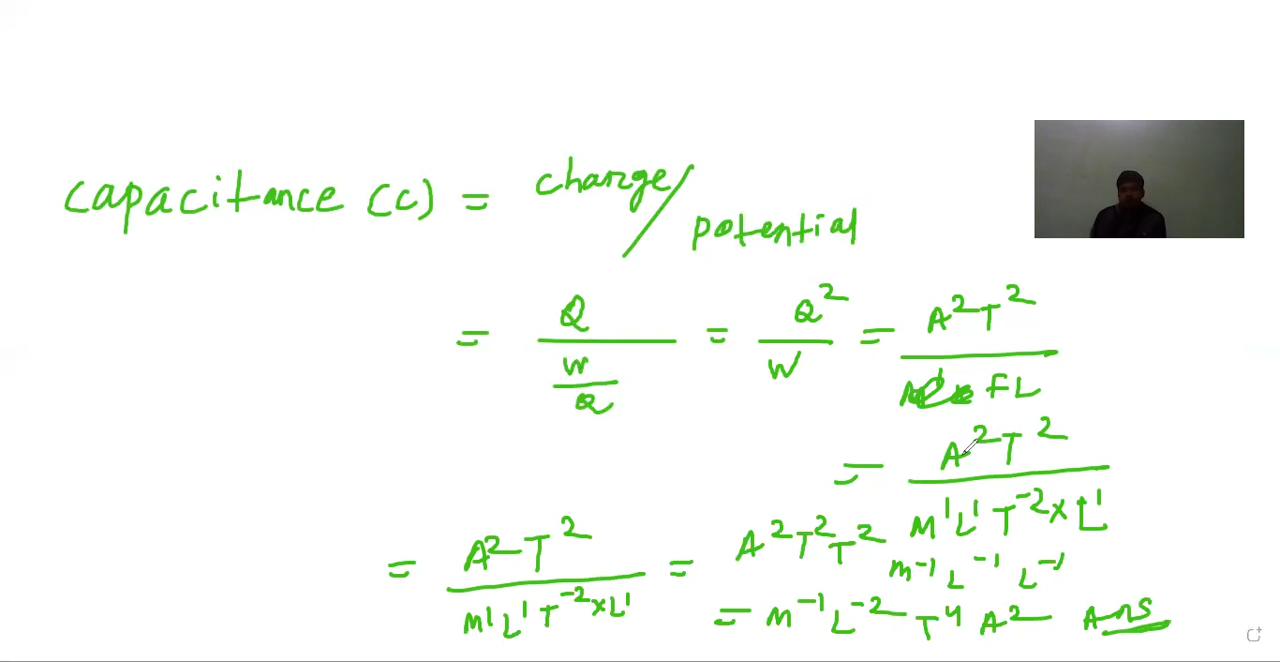 capacitance (c) = charge/potential
= Q / (W/Q) = Q² / W = A²T² / FL
= A²T² / M¹L¹T⁻²×L¹
= A²T² / M¹L¹T⁻²×L¹ = A²T²T² m⁻¹L⁻¹L⁻¹
= M⁻¹L⁻²T⁴A² Ans